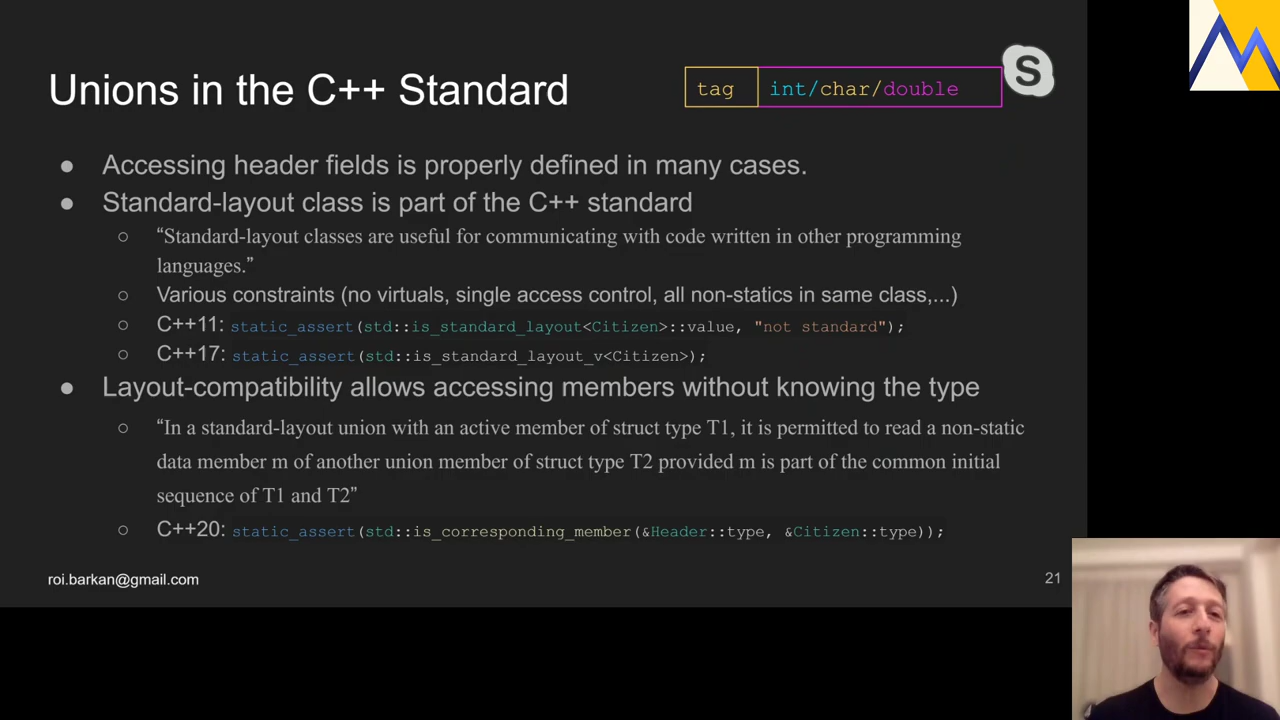 Unions in the C++ Standard
tag int/char/double
S
● Accessing header fields is properly defined in many cases.
● Standard-layout class is part of the C++ standard
○ “Standard-layout classes are useful for communicating with code written in other programming
languages.”
○ Various constraints (no virtuals, single access control, all non-statics in same class,...)
○ C++11: static_assert(std::is_standard_layout<Citizen>::value, "not standard");
○ C++17: static_assert(std::is_standard_layout_v<Citizen>);
● Layout-compatibility allows accessing members without knowing the type
○ “In a standard-layout union with an active member of struct type T1, it is permitted to read a non-static
data member m of another union member of struct type T2 provided m is part of the common initial
sequence of T1 and T2”
○ C++20: static_assert(std::is_corresponding_member(&Header::type, &Citizen::type));
roi.barkan@gmail.com
21